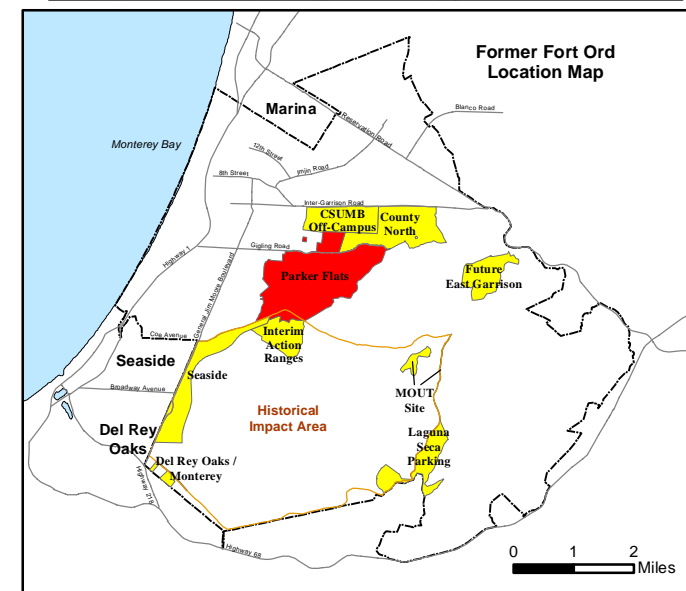 Former Fort Ord
Location Map
Marina
Blanco Road
Reservation Road
Monterey Bay
12th Street
Imjin Road
8th Street
Inter-Garrison Road
CSUMB
Off-Campus
County
North
Gigling Road
Highway 1
General Jim Moore Boulevard
Parker Flats
Future
East Garrison
Coe Avenue
Interim
Action
Ranges
Seaside
Seaside
Broadway Avenue
MOUT
Site
Historical
Impact Area
Del Rey
Oaks
Laguna
Seca
Parking
Del Rey Oaks /
Monterey
Highway 218
Highway 68
0 1 2
Miles